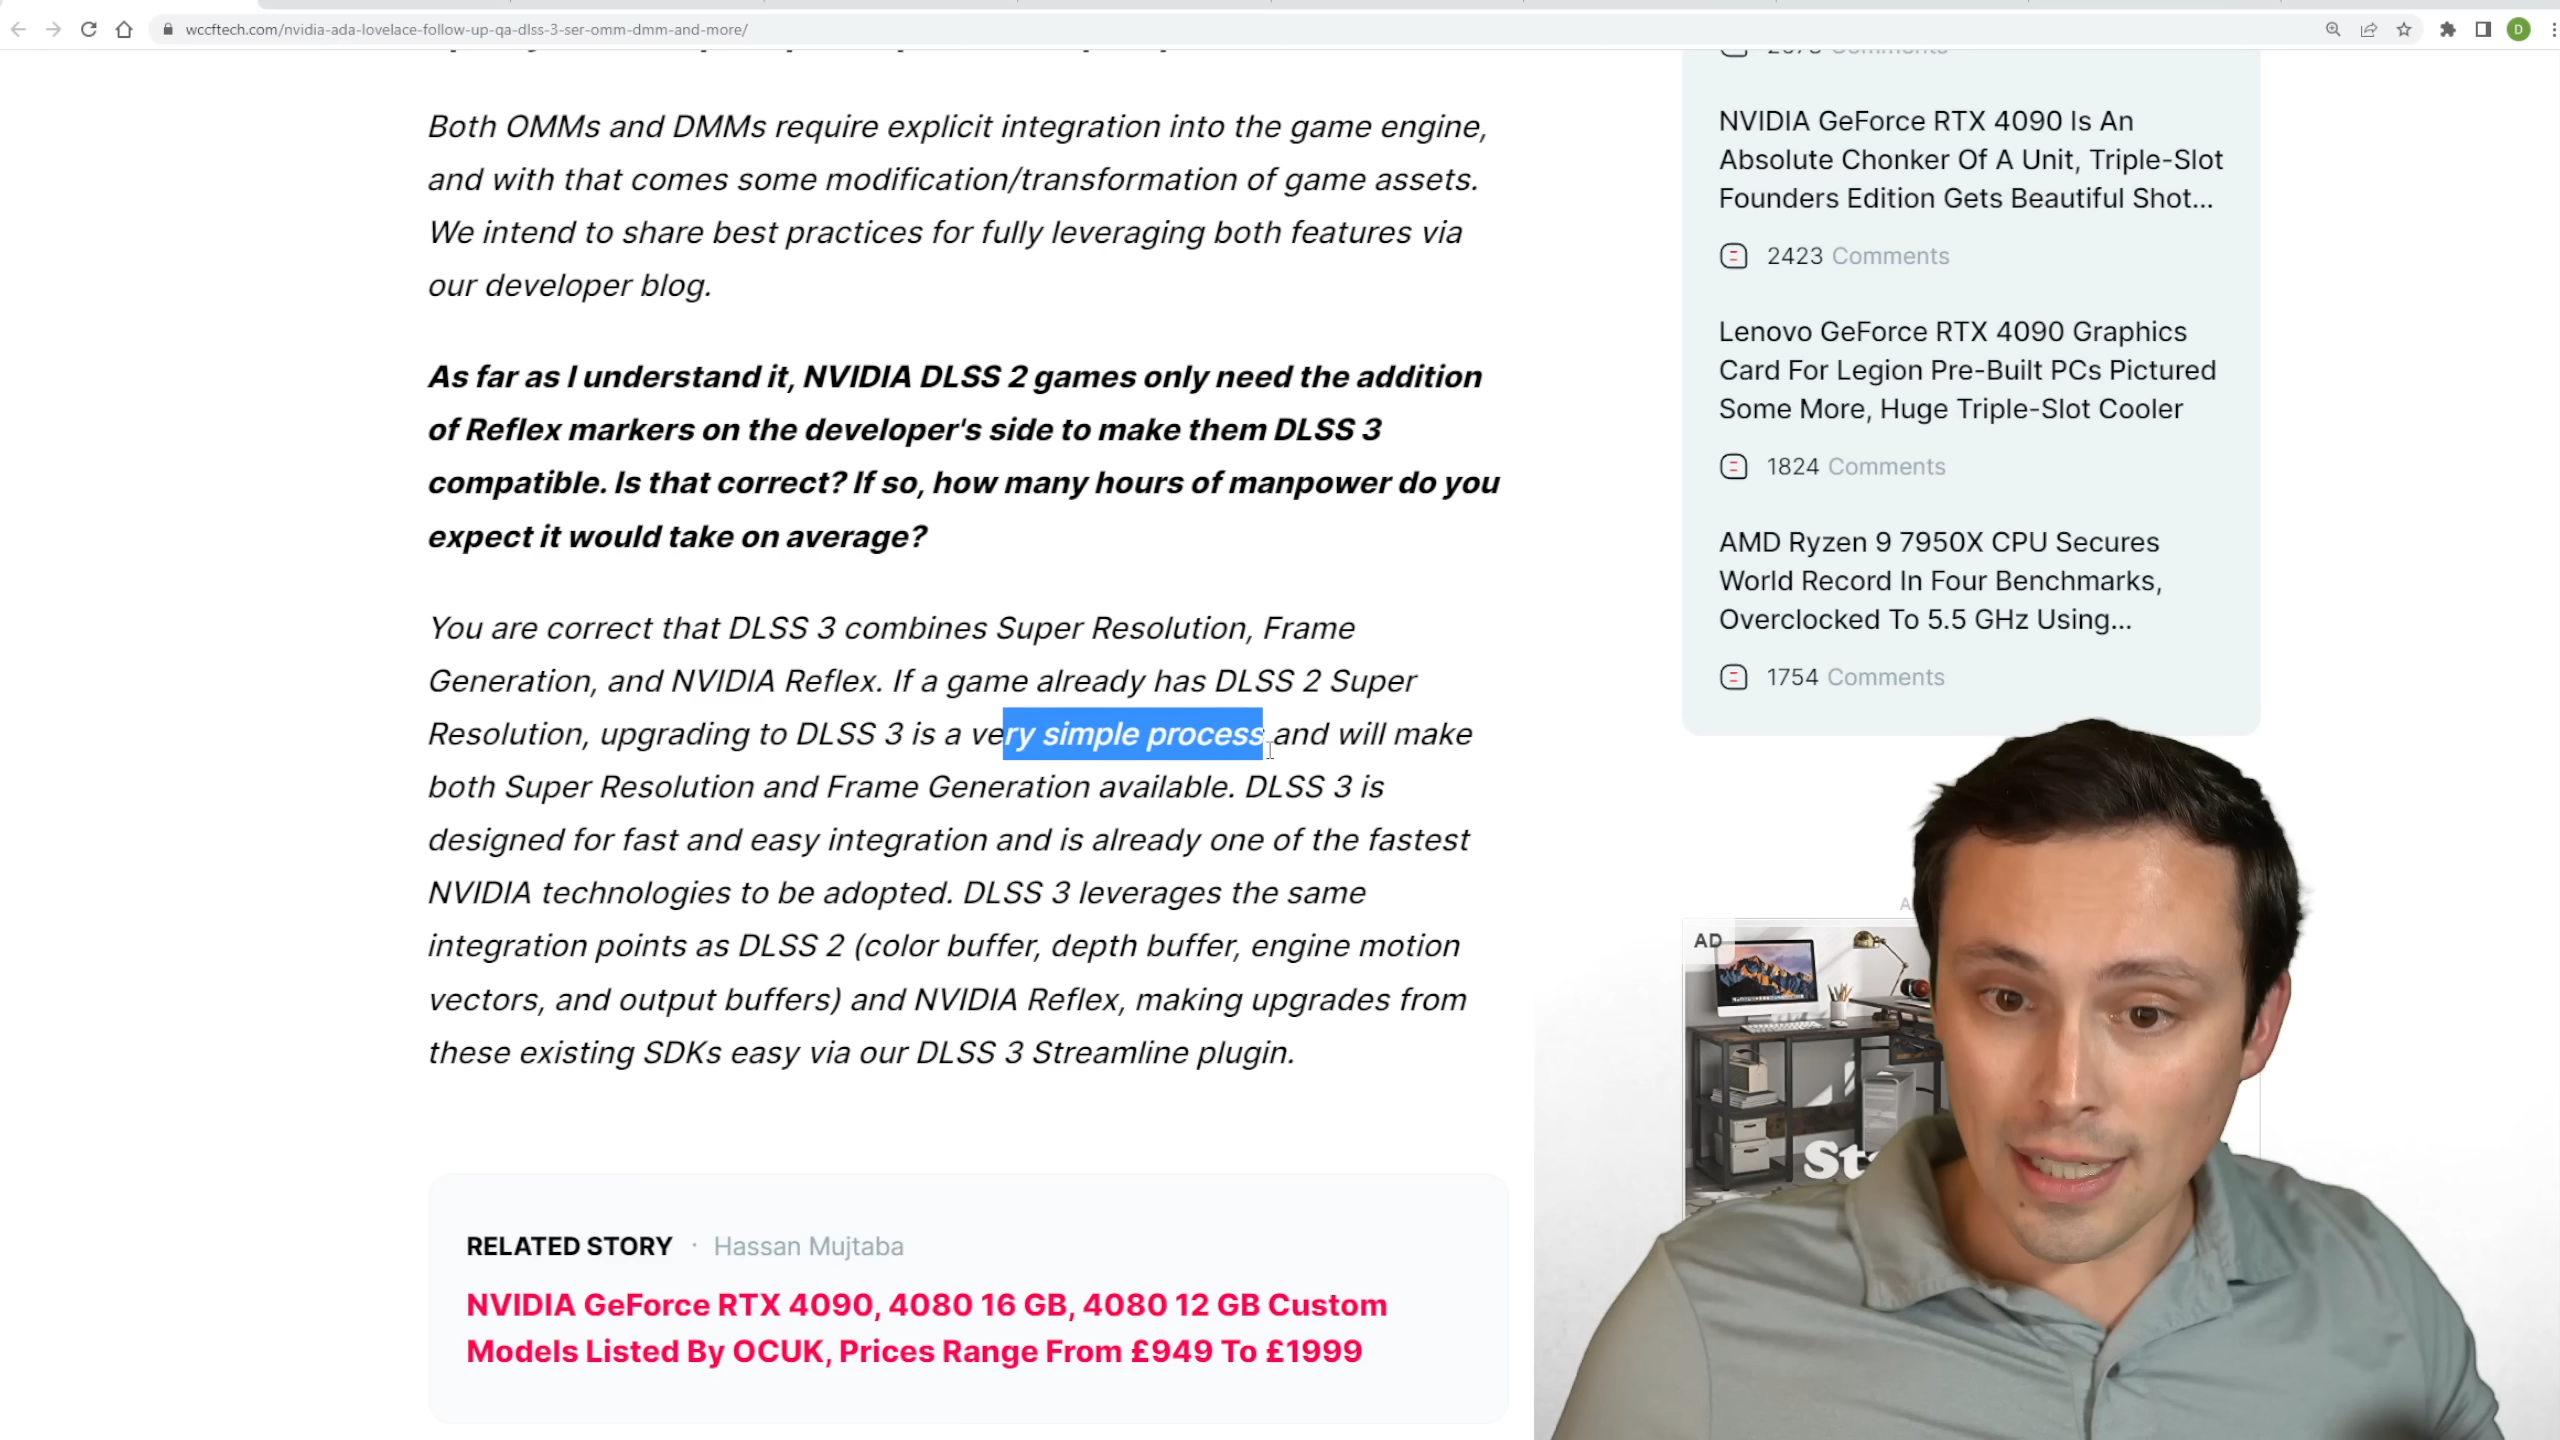 wccftech.com/nvidia-ada-lovelace-follow-up-qa-dlss-3-ser-omm-dmm-and-more/
D
Both OMMs and DMMs require explicit integration into the game engine,
and with that comes some modification/transformation of game assets.
We intend to share best practices for fully leveraging both features via
our developer blog.
As far as I understand it, NVIDIA DLSS 2 games only need the addition
of Reflex markers on the developer's side to make them DLSS 3
compatible. Is that correct? If so, how many hours of manpower do you
expect it would take on average?
You are correct that DLSS 3 combines Super Resolution, Frame
Generation, and NVIDIA Reflex. If a game already has DLSS 2 Super
Resolution, upgrading to DLSS 3 is a very simple process and will make
both Super Resolution and Frame Generation available. DLSS 3 is
designed for fast and easy integration and is already one of the fastest
NVIDIA technologies to be adopted. DLSS 3 leverages the same
integration points as DLSS 2 (color buffer, depth buffer, engine motion
vectors, and output buffers) and NVIDIA Reflex, making upgrades from
these existing SDKs easy via our DLSS 3 Streamline plugin.
RELATED STORY · Hassan Mujtaba
NVIDIA GeForce RTX 4090, 4080 16 GB, 4080 12 GB Custom
Models Listed By OCUK, Prices Range From £949 To £1999
Comments
NVIDIA GeForce RTX 4090 Is An
Absolute Chonker Of A Unit, Triple-Slot
Founders Edition Gets Beautiful Shot...
2423 Comments
Lenovo GeForce RTX 4090 Graphics
Card For Legion Pre-Built PCs Pictured
Some More, Huge Triple-Slot Cooler
1824 Comments
AMD Ryzen 9 7950X CPU Secures
World Record In Four Benchmarks,
Overclocked To 5.5 GHz Using...
1754 Comments
AD